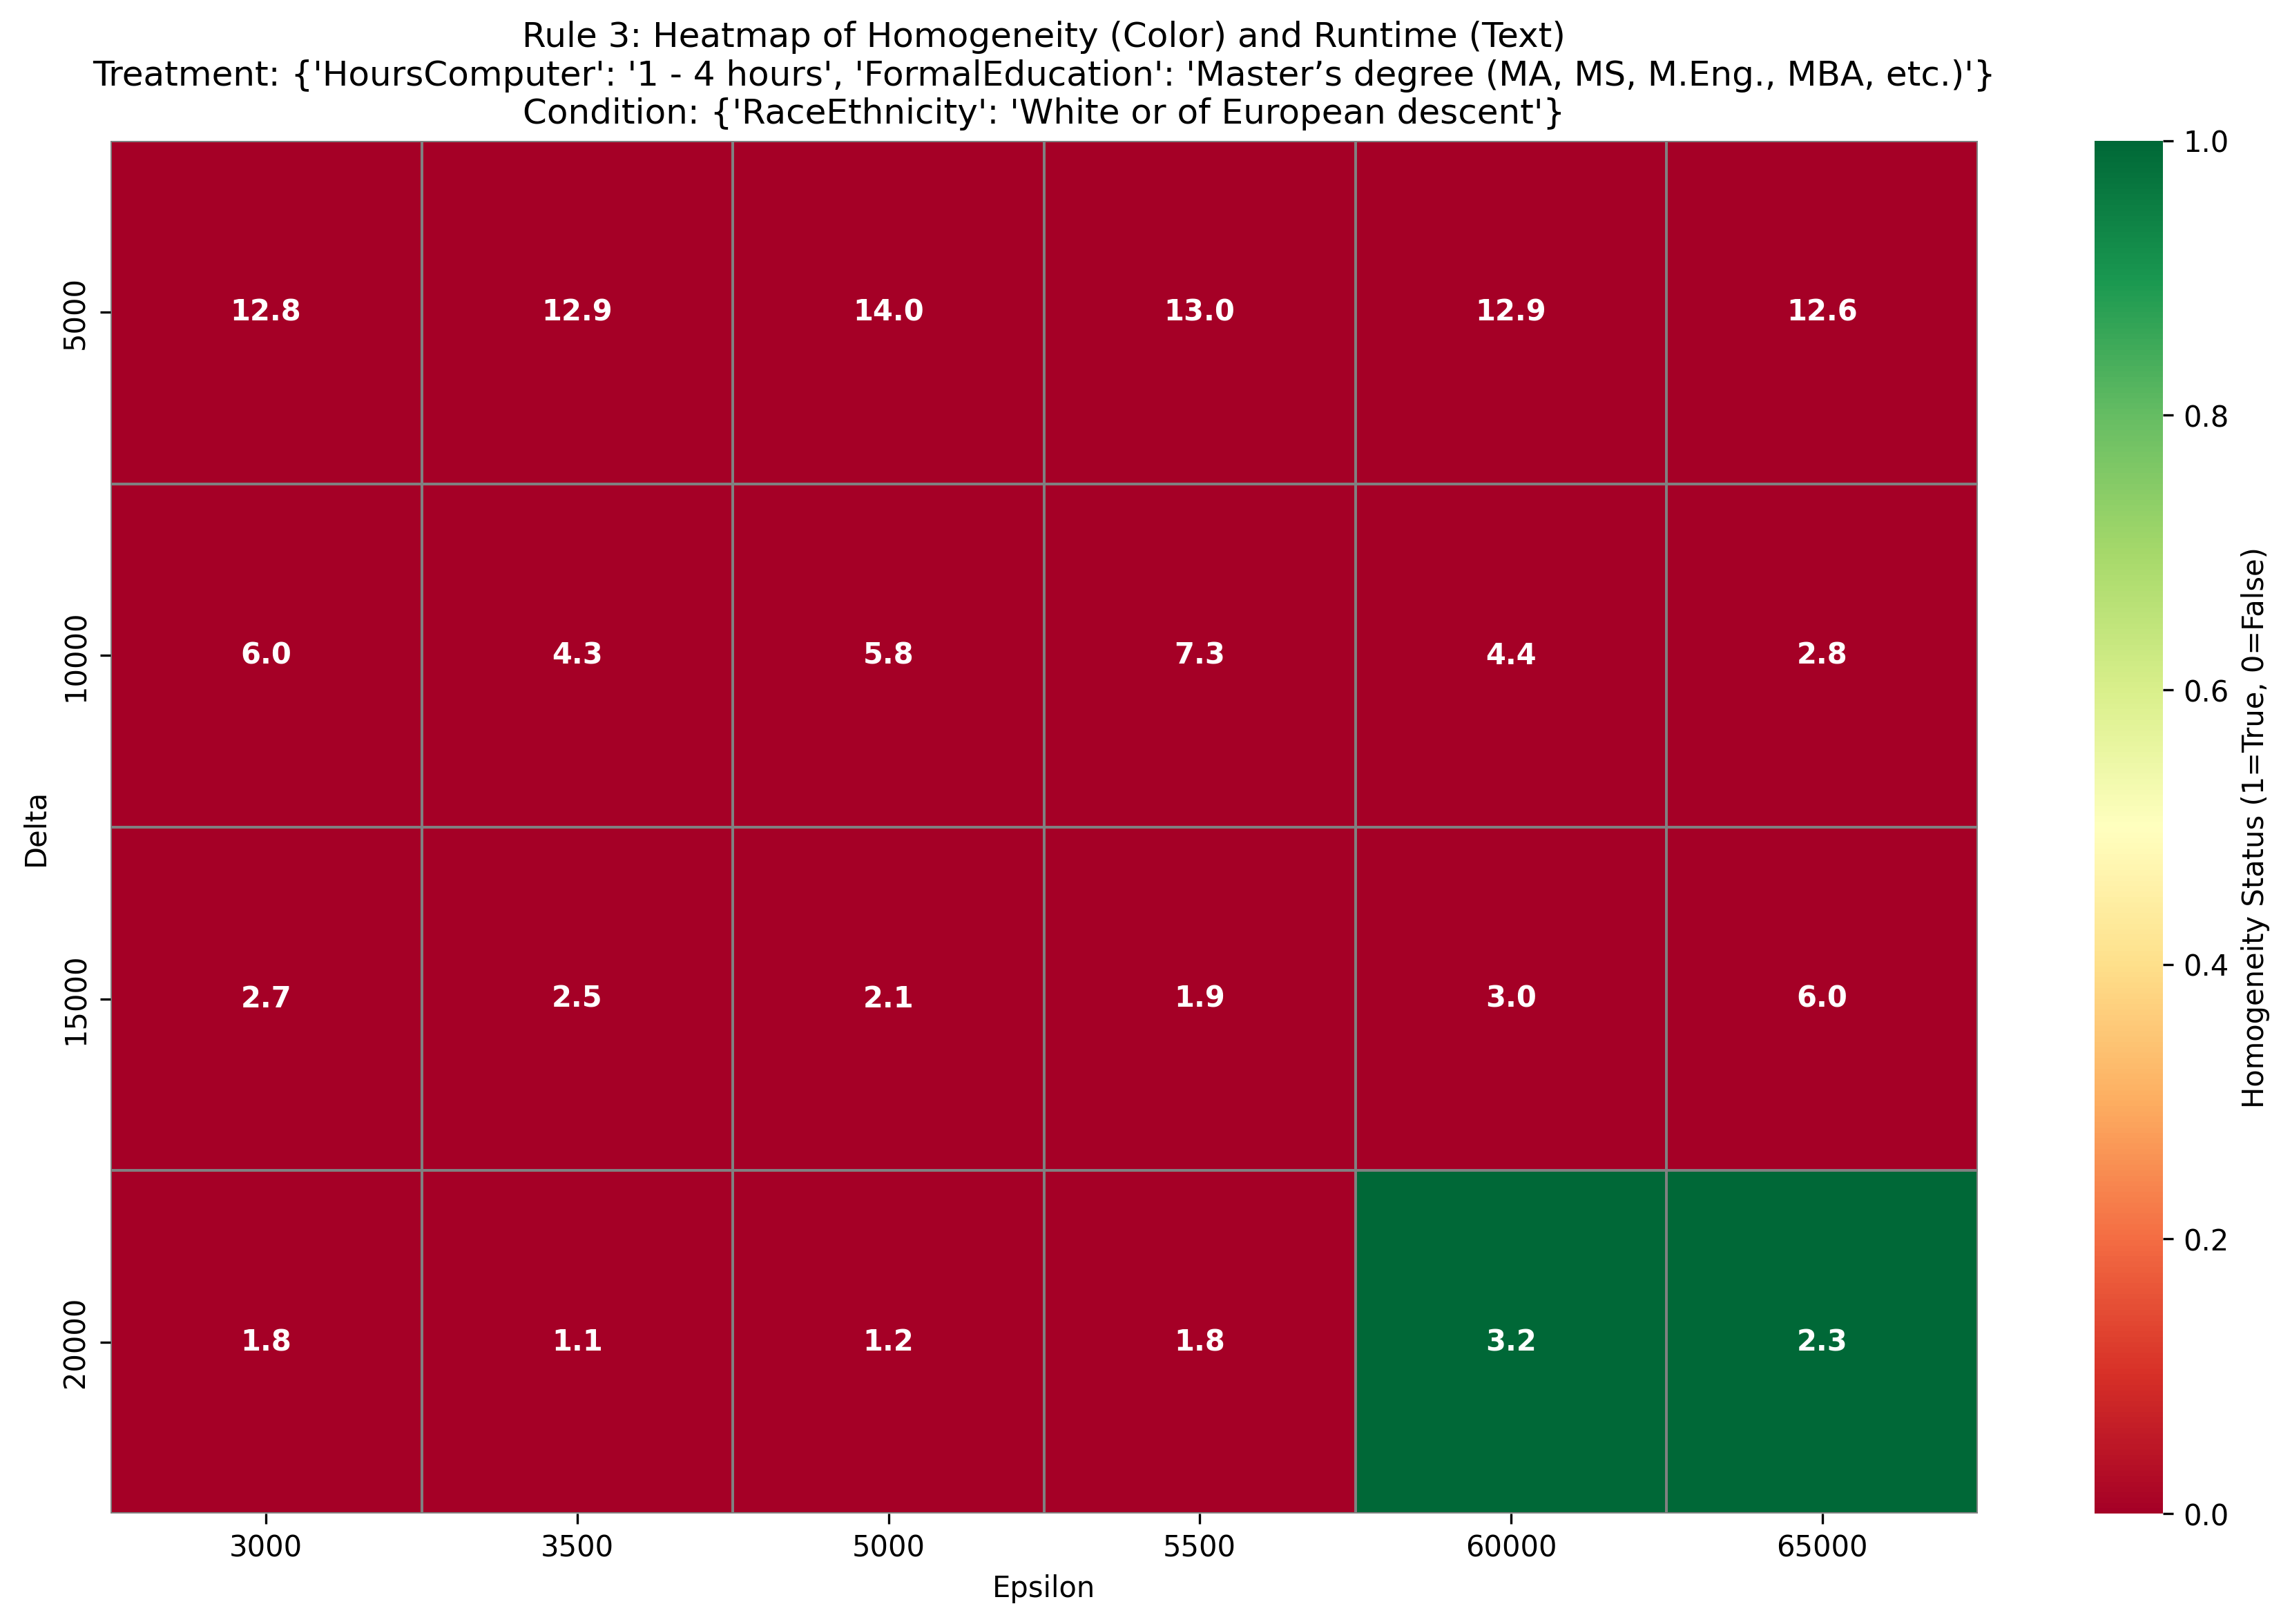 Rule 3: Heatmap of Homogeneity (Color) and Runtime (Text)
Treatment: {'HoursComputer': '1 - 4 hours', 'FormalEducation': 'Master’s degree (MA, MS, M.Eng., MBA, etc.)'}
Condition: {'RaceEthnicity': 'White or of European descent'}
Delta
5000
12.8 12.9 14.0 13.0 12.9 12.6
10000
6.0 4.3 5.8 7.3 4.4 2.8
15000
2.7 2.5 2.1 1.9 3.0 6.0
20000
1.8 1.1 1.2 1.8 3.2 2.3
3000 3500 5000 5500 60000 65000
Epsilon
1.0
0.8
0.6
0.4
0.2
0.0
Homogeneity Status (1=True, 0=False)